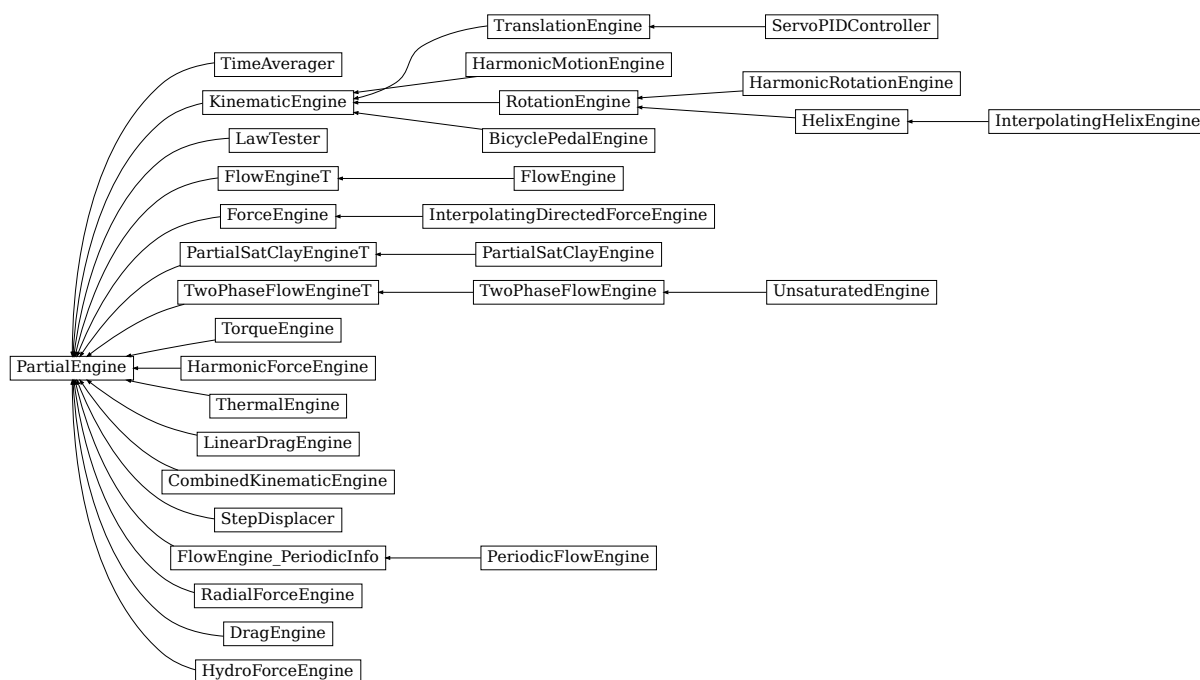 TranslationEngine
ServoPIDController
TimeAverager
HarmonicMotionEngine
HarmonicRotationEngine
KinematicEngine
RotationEngine
HelixEngine
InterpolatingHelixEngine
LawTester
BicyclePedalEngine
FlowEngineT
FlowEngine
ForceEngine
InterpolatingDirectedForceEngine
PartialSatClayEngineT
PartialSatClayEngine
TwoPhaseFlowEngineT
TwoPhaseFlowEngine
UnsaturatedEngine
TorqueEngine
PartialEngine
HarmonicForceEngine
ThermalEngine
LinearDragEngine
CombinedKinematicEngine
StepDisplacer
FlowEngine_PeriodicInfo
PeriodicFlowEngine
RadialForceEngine
DragEngine
HydroForceEngine